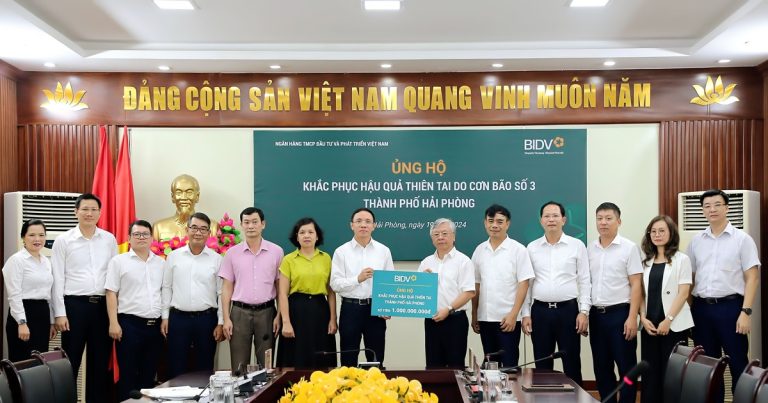 ĐẢNG CỘNG SẢN VIỆT NAM QUANG VINH MUÔN NĂM
NGÂN HÀNG TMCP ĐẦU TƯ VÀ PHÁT TRIỂN VIỆT NAM
BIDV
ỦNG HỘ
KHẮC PHỤC HẬU QUẢ THIÊN TAI DO CƠN BÃO SỐ 3
THÀNH PHỐ HẢI PHÒNG
Hải Phòng, ngày 2024
BIDV
ỦNG HỘ
KHẮC PHỤC HẬU QUẢ THIÊN TAI
THÀNH PHỐ HẢI PHÒNG
SỐ TIỀN: 1.000.000.000đ